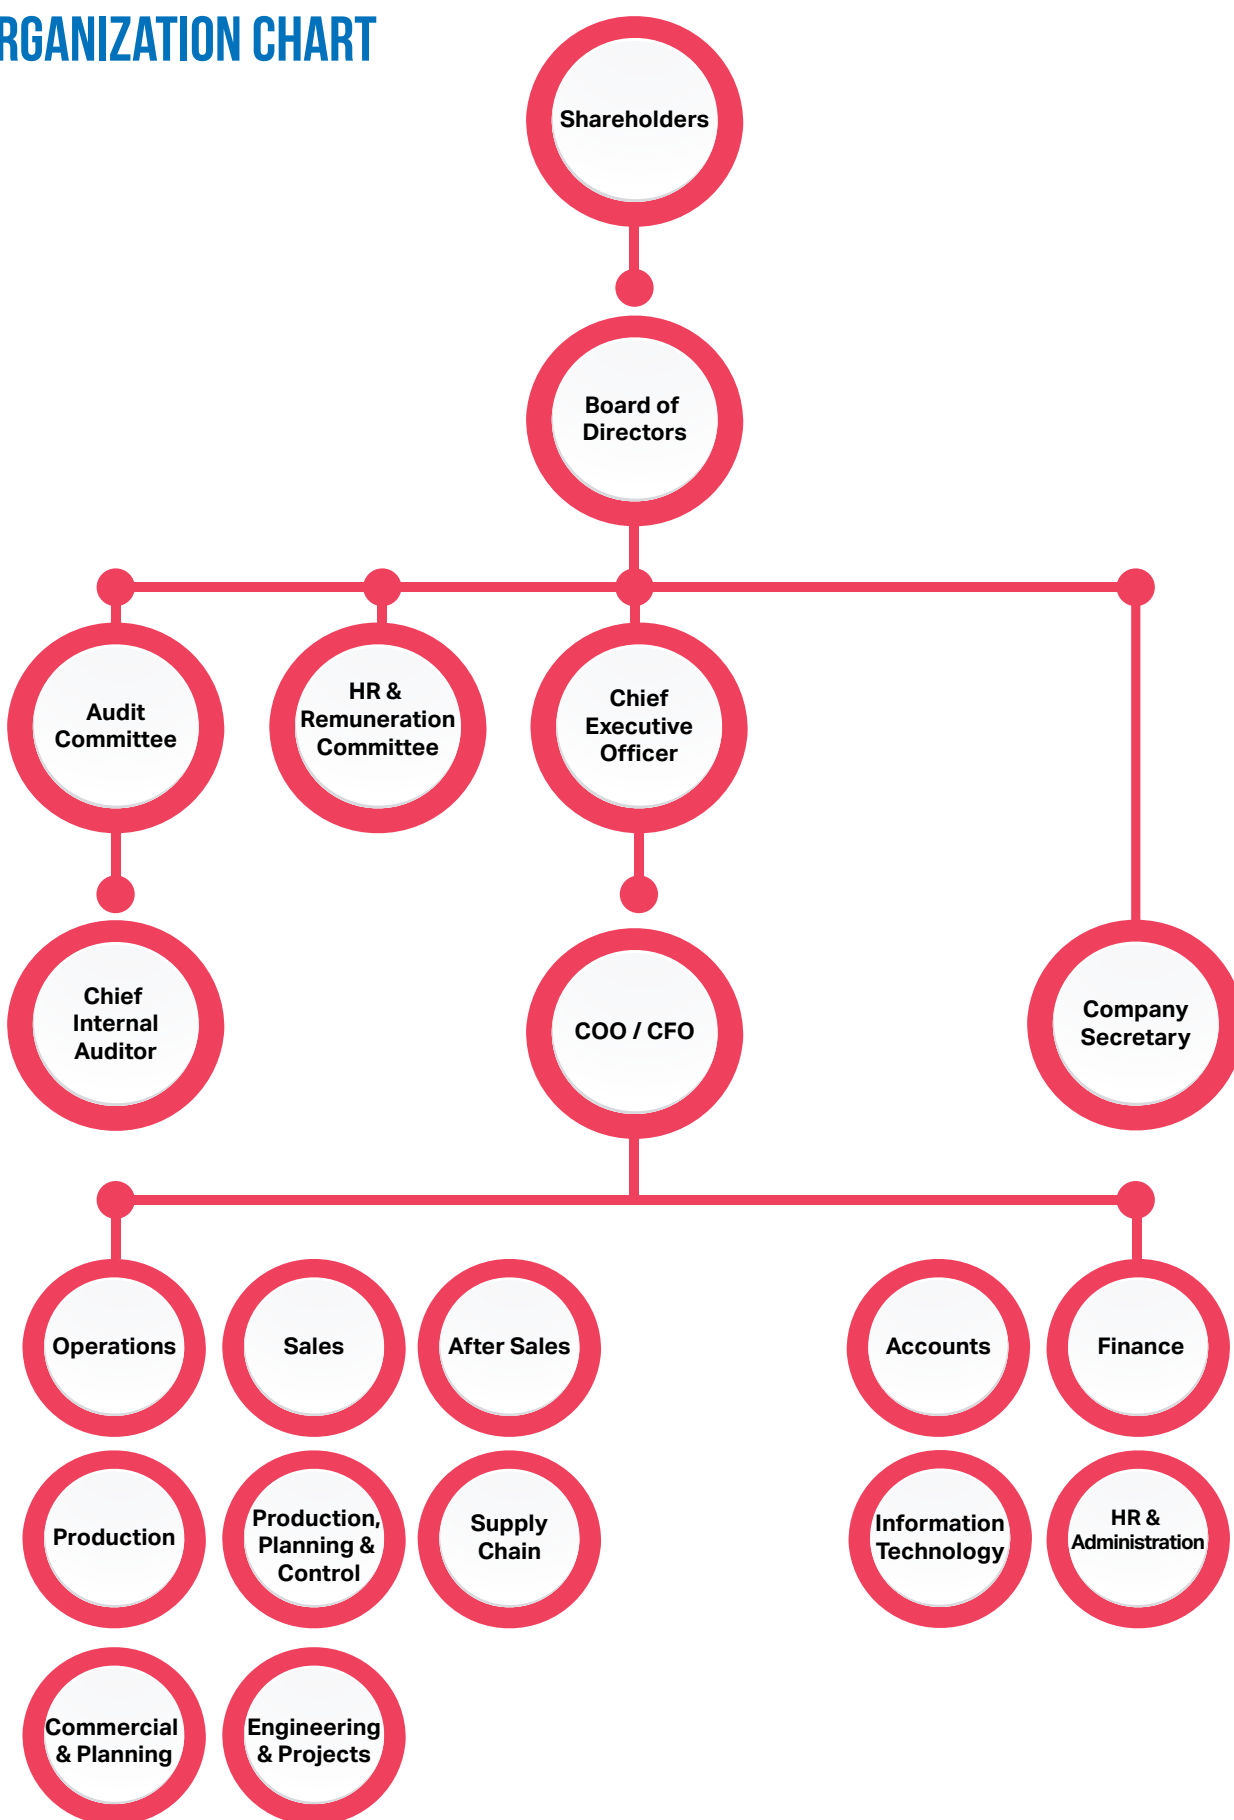 RGANIZATION CHART
Shareholders
Board of
Directors
Audit
Committee
HR &
Remuneration
Committee
Chief
Executive
Officer
Chief
Internal
Auditor
COO / CFO
Company
Secretary
Operations
Sales
After Sales
Accounts
Finance
Production
Production,
Planning &
Control
Supply
Chain
Information
Technology
HR &
Administration
Commercial
& Planning
Engineering
& Projects